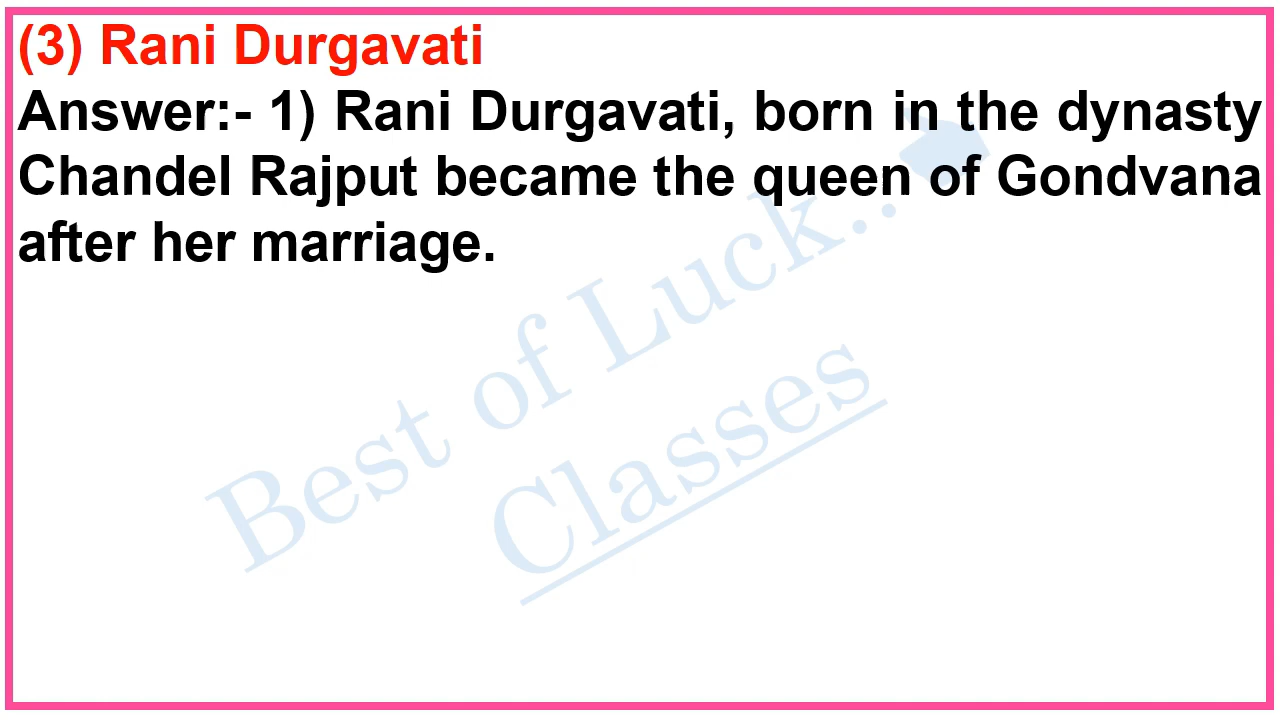 (3) Rani Durgavati
Answer:- 1) Rani Durgavati, born in the dynasty
Chandel Rajput became the queen of Gondvana
after her marriage.
Best of Luck..
Classes